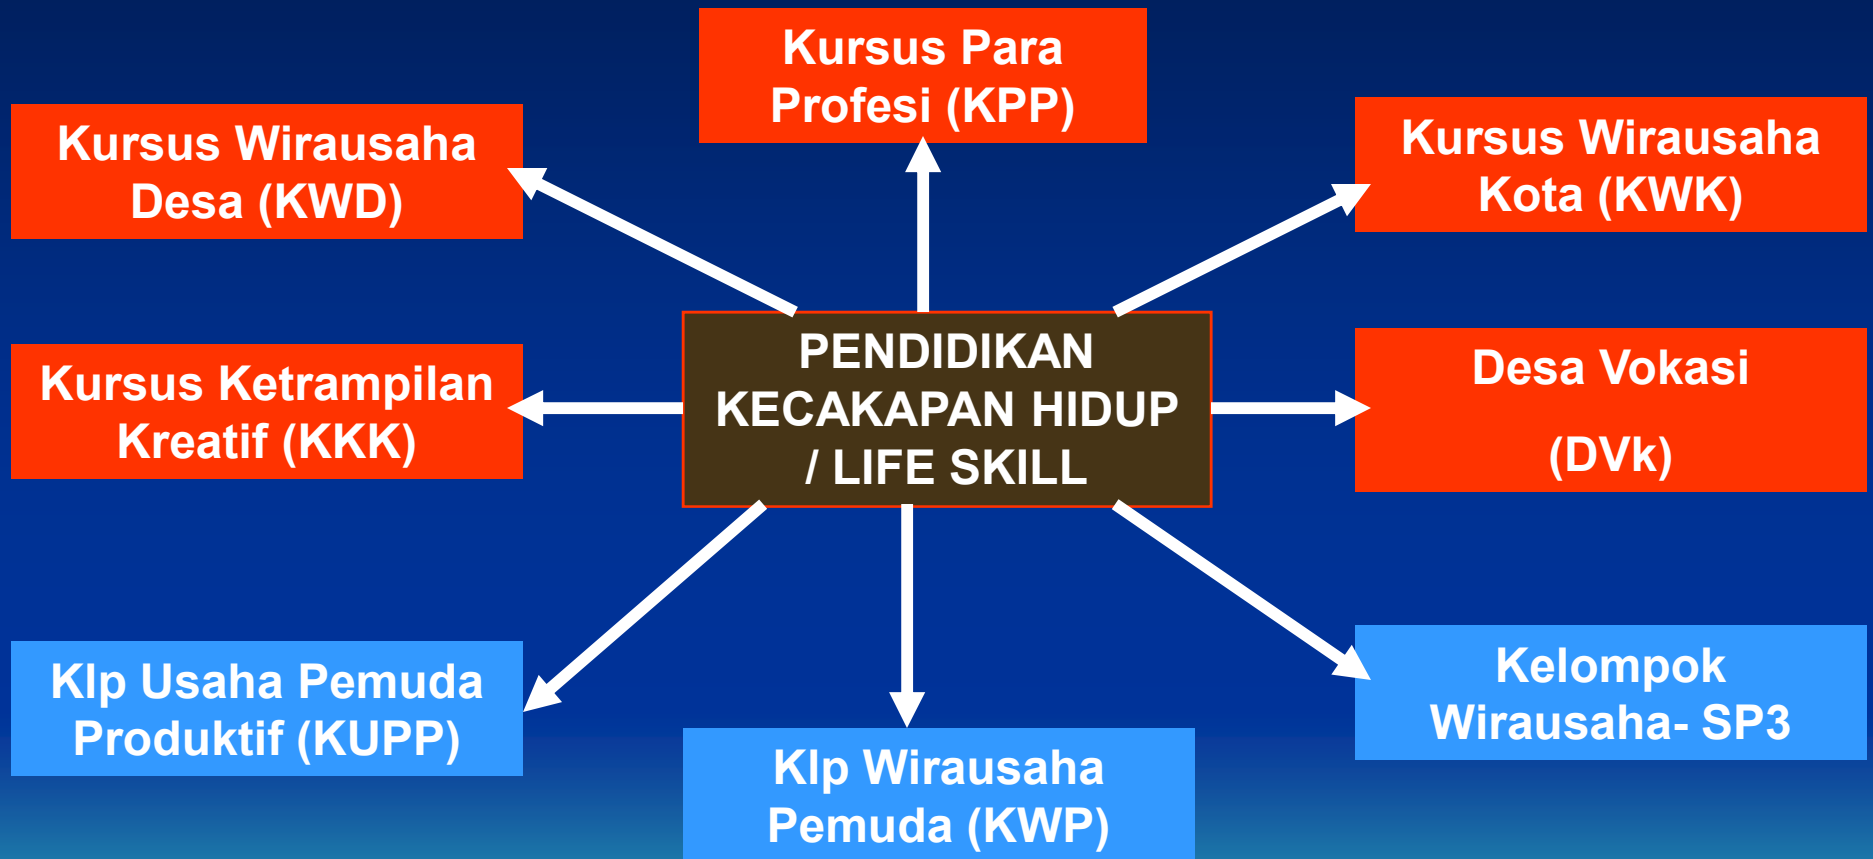 Kursus Para
Profesi (KPP)
Kursus Wirausaha
Desa (KWD)
Kursus Wirausaha
Kota (KWK)
PENDIDIKAN
KECAKAPAN HIDUP
/ LIFE SKILL
Kursus Ketrampilan
Kreatif (KKK)
Desa Vokasi
(DVk)
Klp Usaha Pemuda
Produktif (KUPP)
Klp Wirausaha
Pemuda (KWP)
Kelompok
Wirausaha- SP3